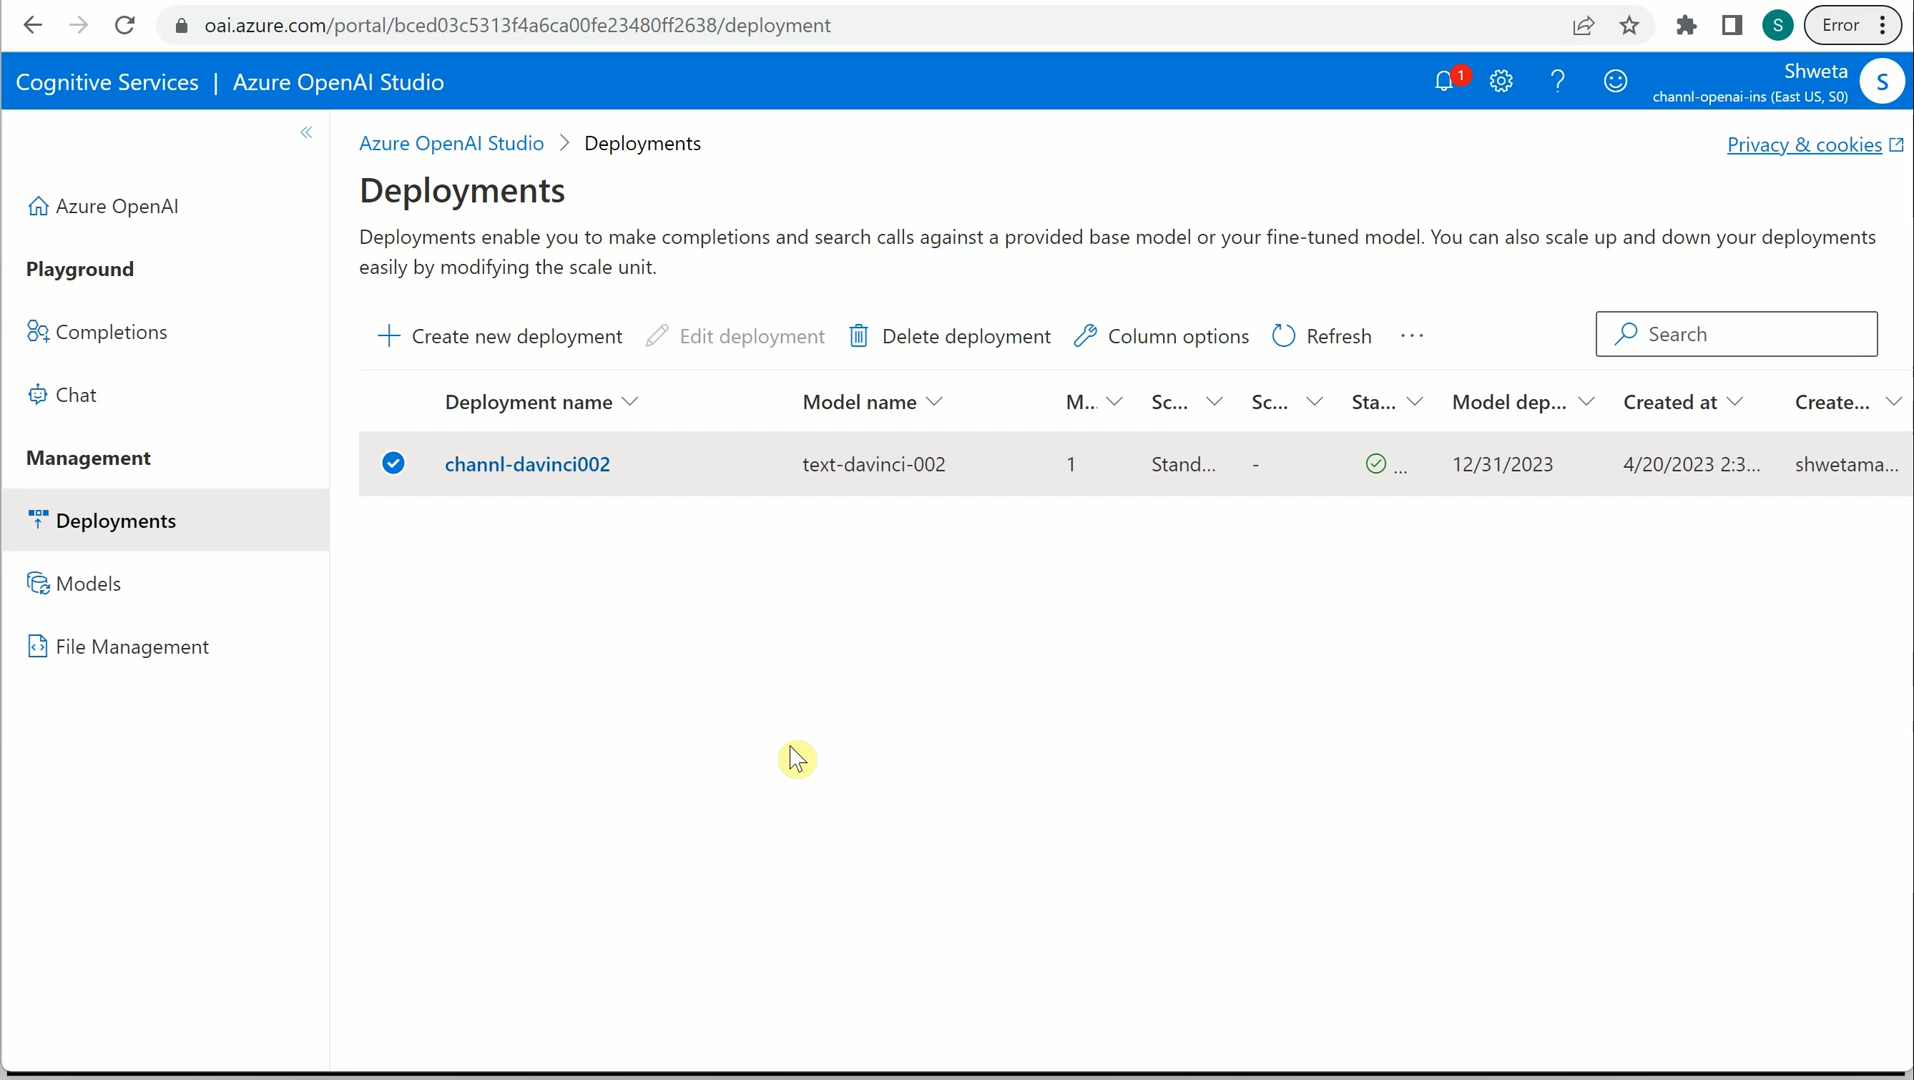 oai.azure.com/portal/bced03c5313f4a6ca00fe23480ff2638/deployment
S
Error
Cognitive Services | Azure OpenAI Studio
1
Shweta
channl-openai-ins (East US, S0)
S
Azure OpenAI Studio > Deployments
Privacy & cookies
Deployments
Deployments enable you to make completions and search calls against a provided base model or your fine-tuned model. You can also scale up and down your deployments
easily by modifying the scale unit.
Azure OpenAI
Playground
Completions
Chat
Management
Deployments
Models
File Management
Create new deployment Edit deployment Delete deployment Column options Refresh ... Search
Deployment name Model name M... Sc... Sc... Sta... Model dep... Created at Create...
channl-davinci002 text-davinci-002 1 Stand... - ... 12/31/2023 4/20/2023 2:3... shwetama...